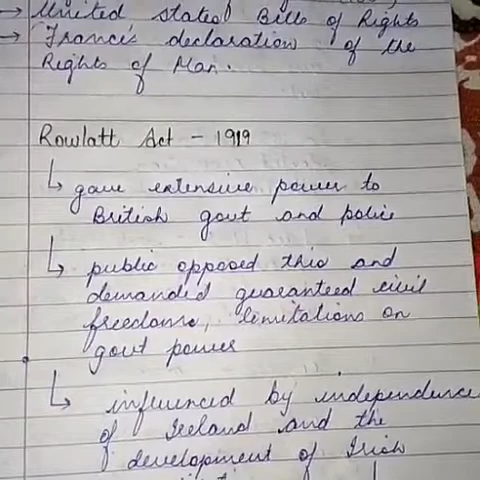 → United States Bills of Rights
→ France's declaration of the
Rights of Man.
Rowlatt Act - 1919
↳ gave extensive power to
British govt and police
↳ public opposed this and
demanded guaranteed civil
freedoms, limitations on
govt power
↳ influenced by independence
of Ireland and the
development of Irish